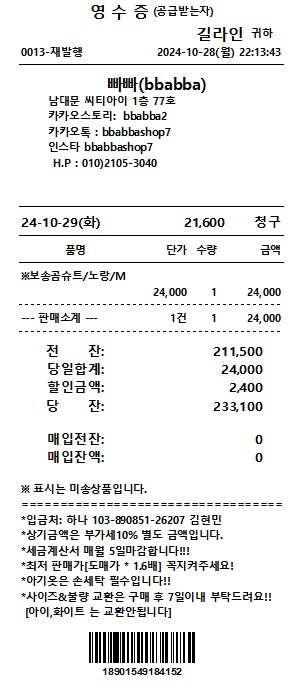 영 수 증 (공급받는자)
길라인 귀하
0013-재발행 2024-10-28(월) 22:13:43
빠빠(bbabba)
남대문 씨티아이 1층 77호
카카오스토리: bbabba2
카카오톡 : bbabbashop7
인스타 bbabbashop7
H.P : 010)2105-3040
24-10-29(화) 21,600 청구
품명 단가 수량 금액
※보송곰슈트/노랑/M
24,000 1 24,000
--- 판매소계 --- 1건 1 24,000
전 잔: 211,500
당일합계: 24,000
할인금액: 2,400
당 잔: 233,100
매입전잔: 0
매입잔액: 0
※ 표시는 미송상품입니다.
==================================
*입금처: 하나 103-890851-26207 김현민
*상기금액은 부가세10% 별도 금액입니다.
*세금계산서 매월 5일마감합니다!!!
*최저 판매가[도매가 * 1.6배] 꼭지켜주세요!
*아기옷은 손세탁 필수입니다!!
*사이즈&불량 교환은 구매 후 7일이내 부탁드려요!!
[아이,화이트 는 교환안됩니다]
18901549184152